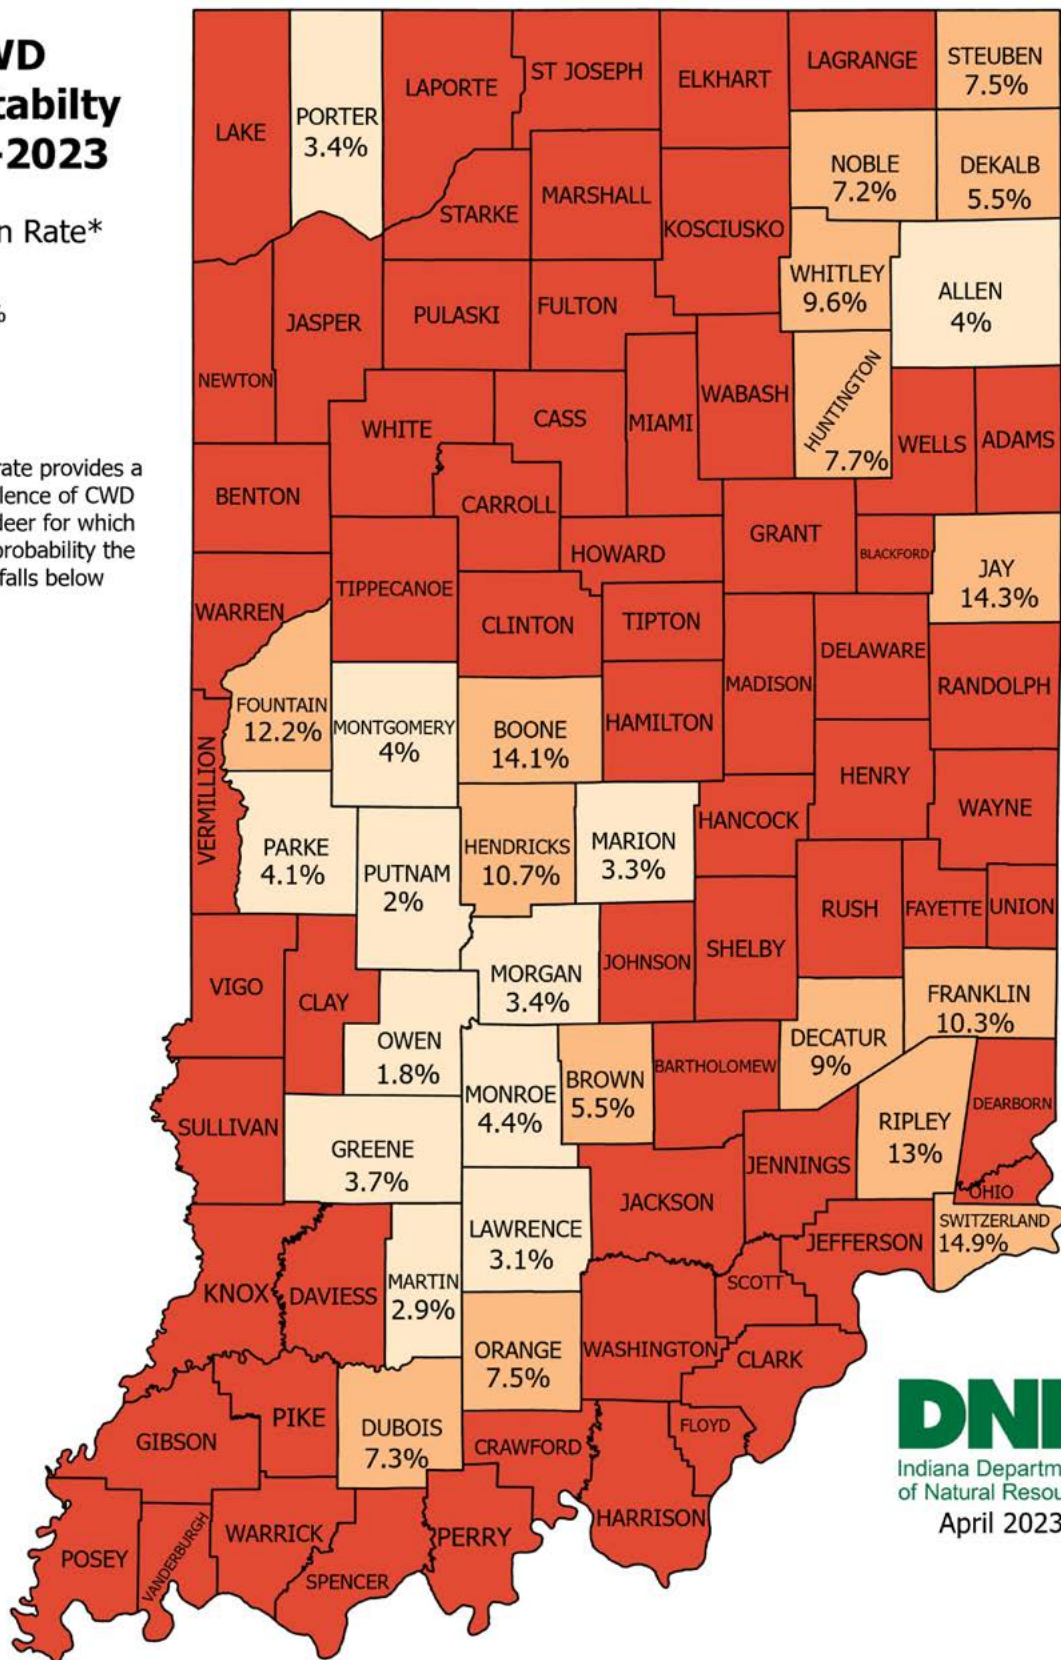 WD
tabilty
-2023
n Rate*
%
rate provides a
lence of CWD
deer for which
probability the
falls below
LAKE
PORTER
3.4%
LAPORTE
ST JOSEPH
ELKHART
LAGRANGE
STEUBEN
7.5%
STARKE
MARSHALL
KOSCIUSKO
NOBLE
7.2%
DEKALB
5.5%
WHITLEY
9.6%
ALLEN
4%
NEWTON
JASPER
PULASKI
FULTON
WABASH
HUNTINGTON
7.7%
WHITE
CASS
MIAMI
WELLS
ADAMS
BENTON
CARROLL
HOWARD
GRANT
BLACKFORD
JAY
14.3%
WARREN
TIPPECANOE
CLINTON
TIPTON
DELAWARE
MADISON
RANDOLPH
FOUNTAIN
12.2%
MONTGOMERY
4%
BOONE
14.1%
HAMILTON
HENRY
WAYNE
VERMILLION
PARKE
4.1%
PUTNAM
2%
HENDRICKS
10.7%
MARION
3.3%
HANCOCK
RUSH
FAYETTE
UNION
VIGO
CLAY
OWEN
1.8%
MORGAN
3.4%
JOHNSON
SHELBY
FRANKLIN
10.3%
DECATUR
9%
SULLIVAN
GREENE
3.7%
MONROE
4.4%
BROWN
5.5%
BARTHOLOMEW
RIPLEY
13%
DEARBORN
JENNINGS
OHIO
SWITZERLAND
14.9%
KNOX
DAVIESS
MARTIN
2.9%
LAWRENCE
3.1%
JACKSON
JEFFERSON
SCOTT
ORANGE
7.5%
WASHINGTON
CLARK
GIBSON
PIKE
DUBOIS
7.3%
CRAWFORD
FLOYD
HARRISON
POSEY
VANDERBURGH
WARRICK
SPENCER
PERRY
DN
Indiana Departm
of Natural Resou
April 2023